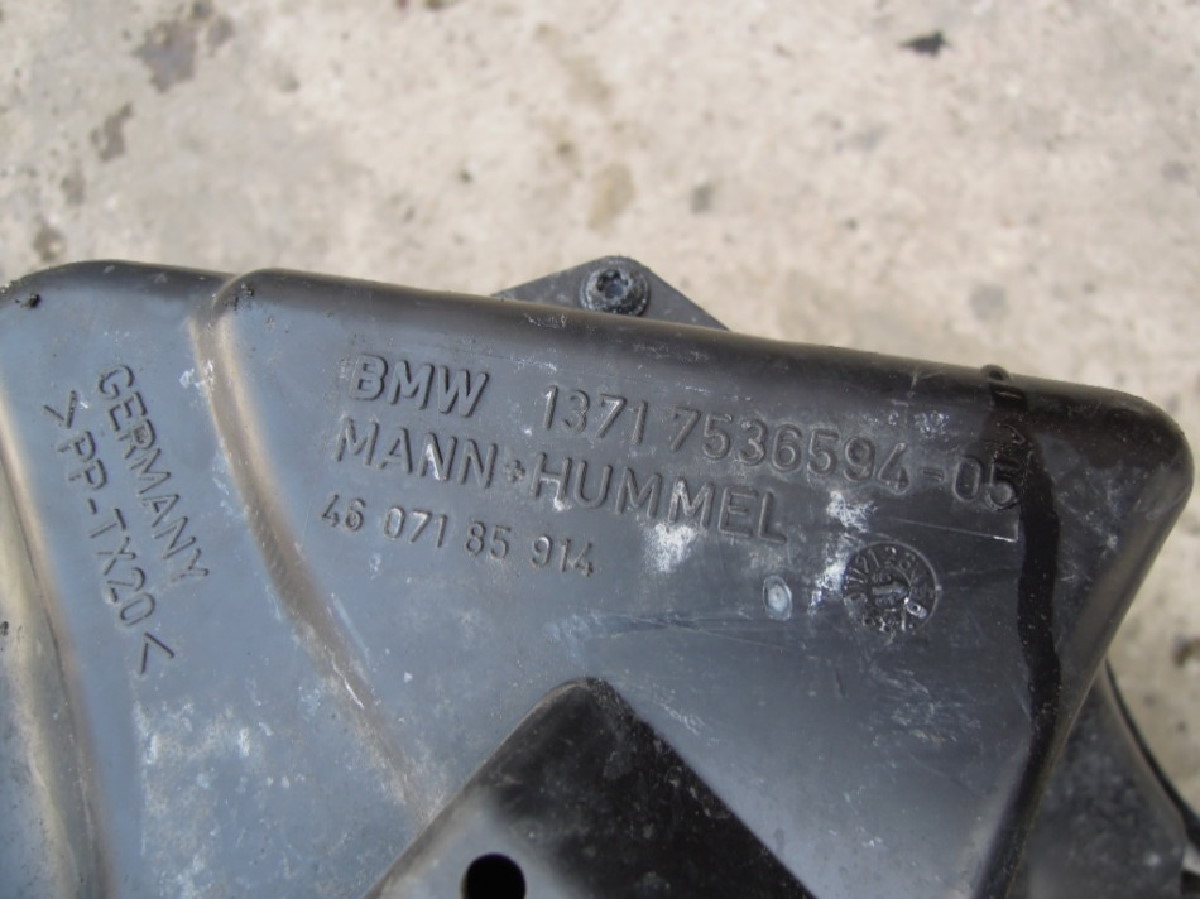 BMW 1371 7536594-05
MANN+HUMMEL
46 071 85 914
GERMANY
>PP-TX20<